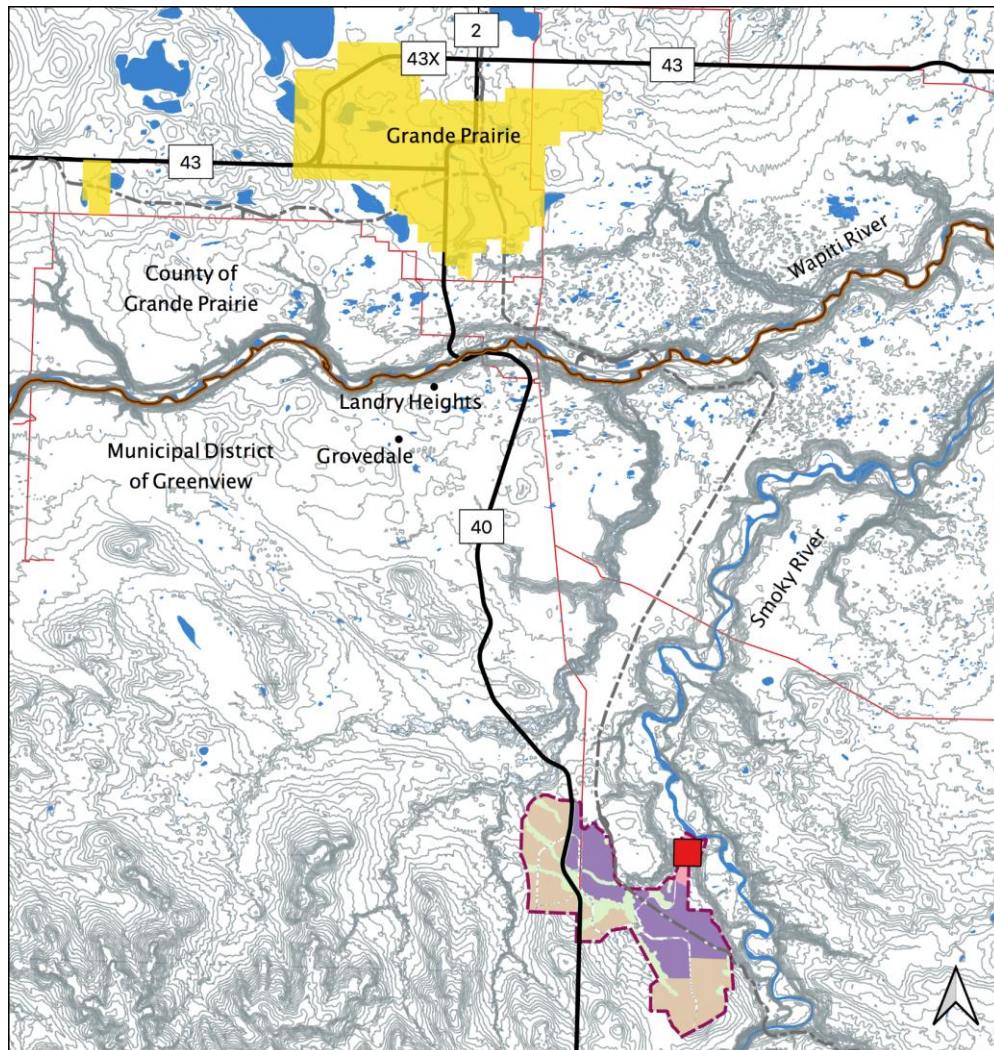 2
43X
43
Grande Prairie
43
Wapiti River
County of
Grande Prairie
Landry Heights
Municipal District
of Greenview
Grovedale
40
Smoky River